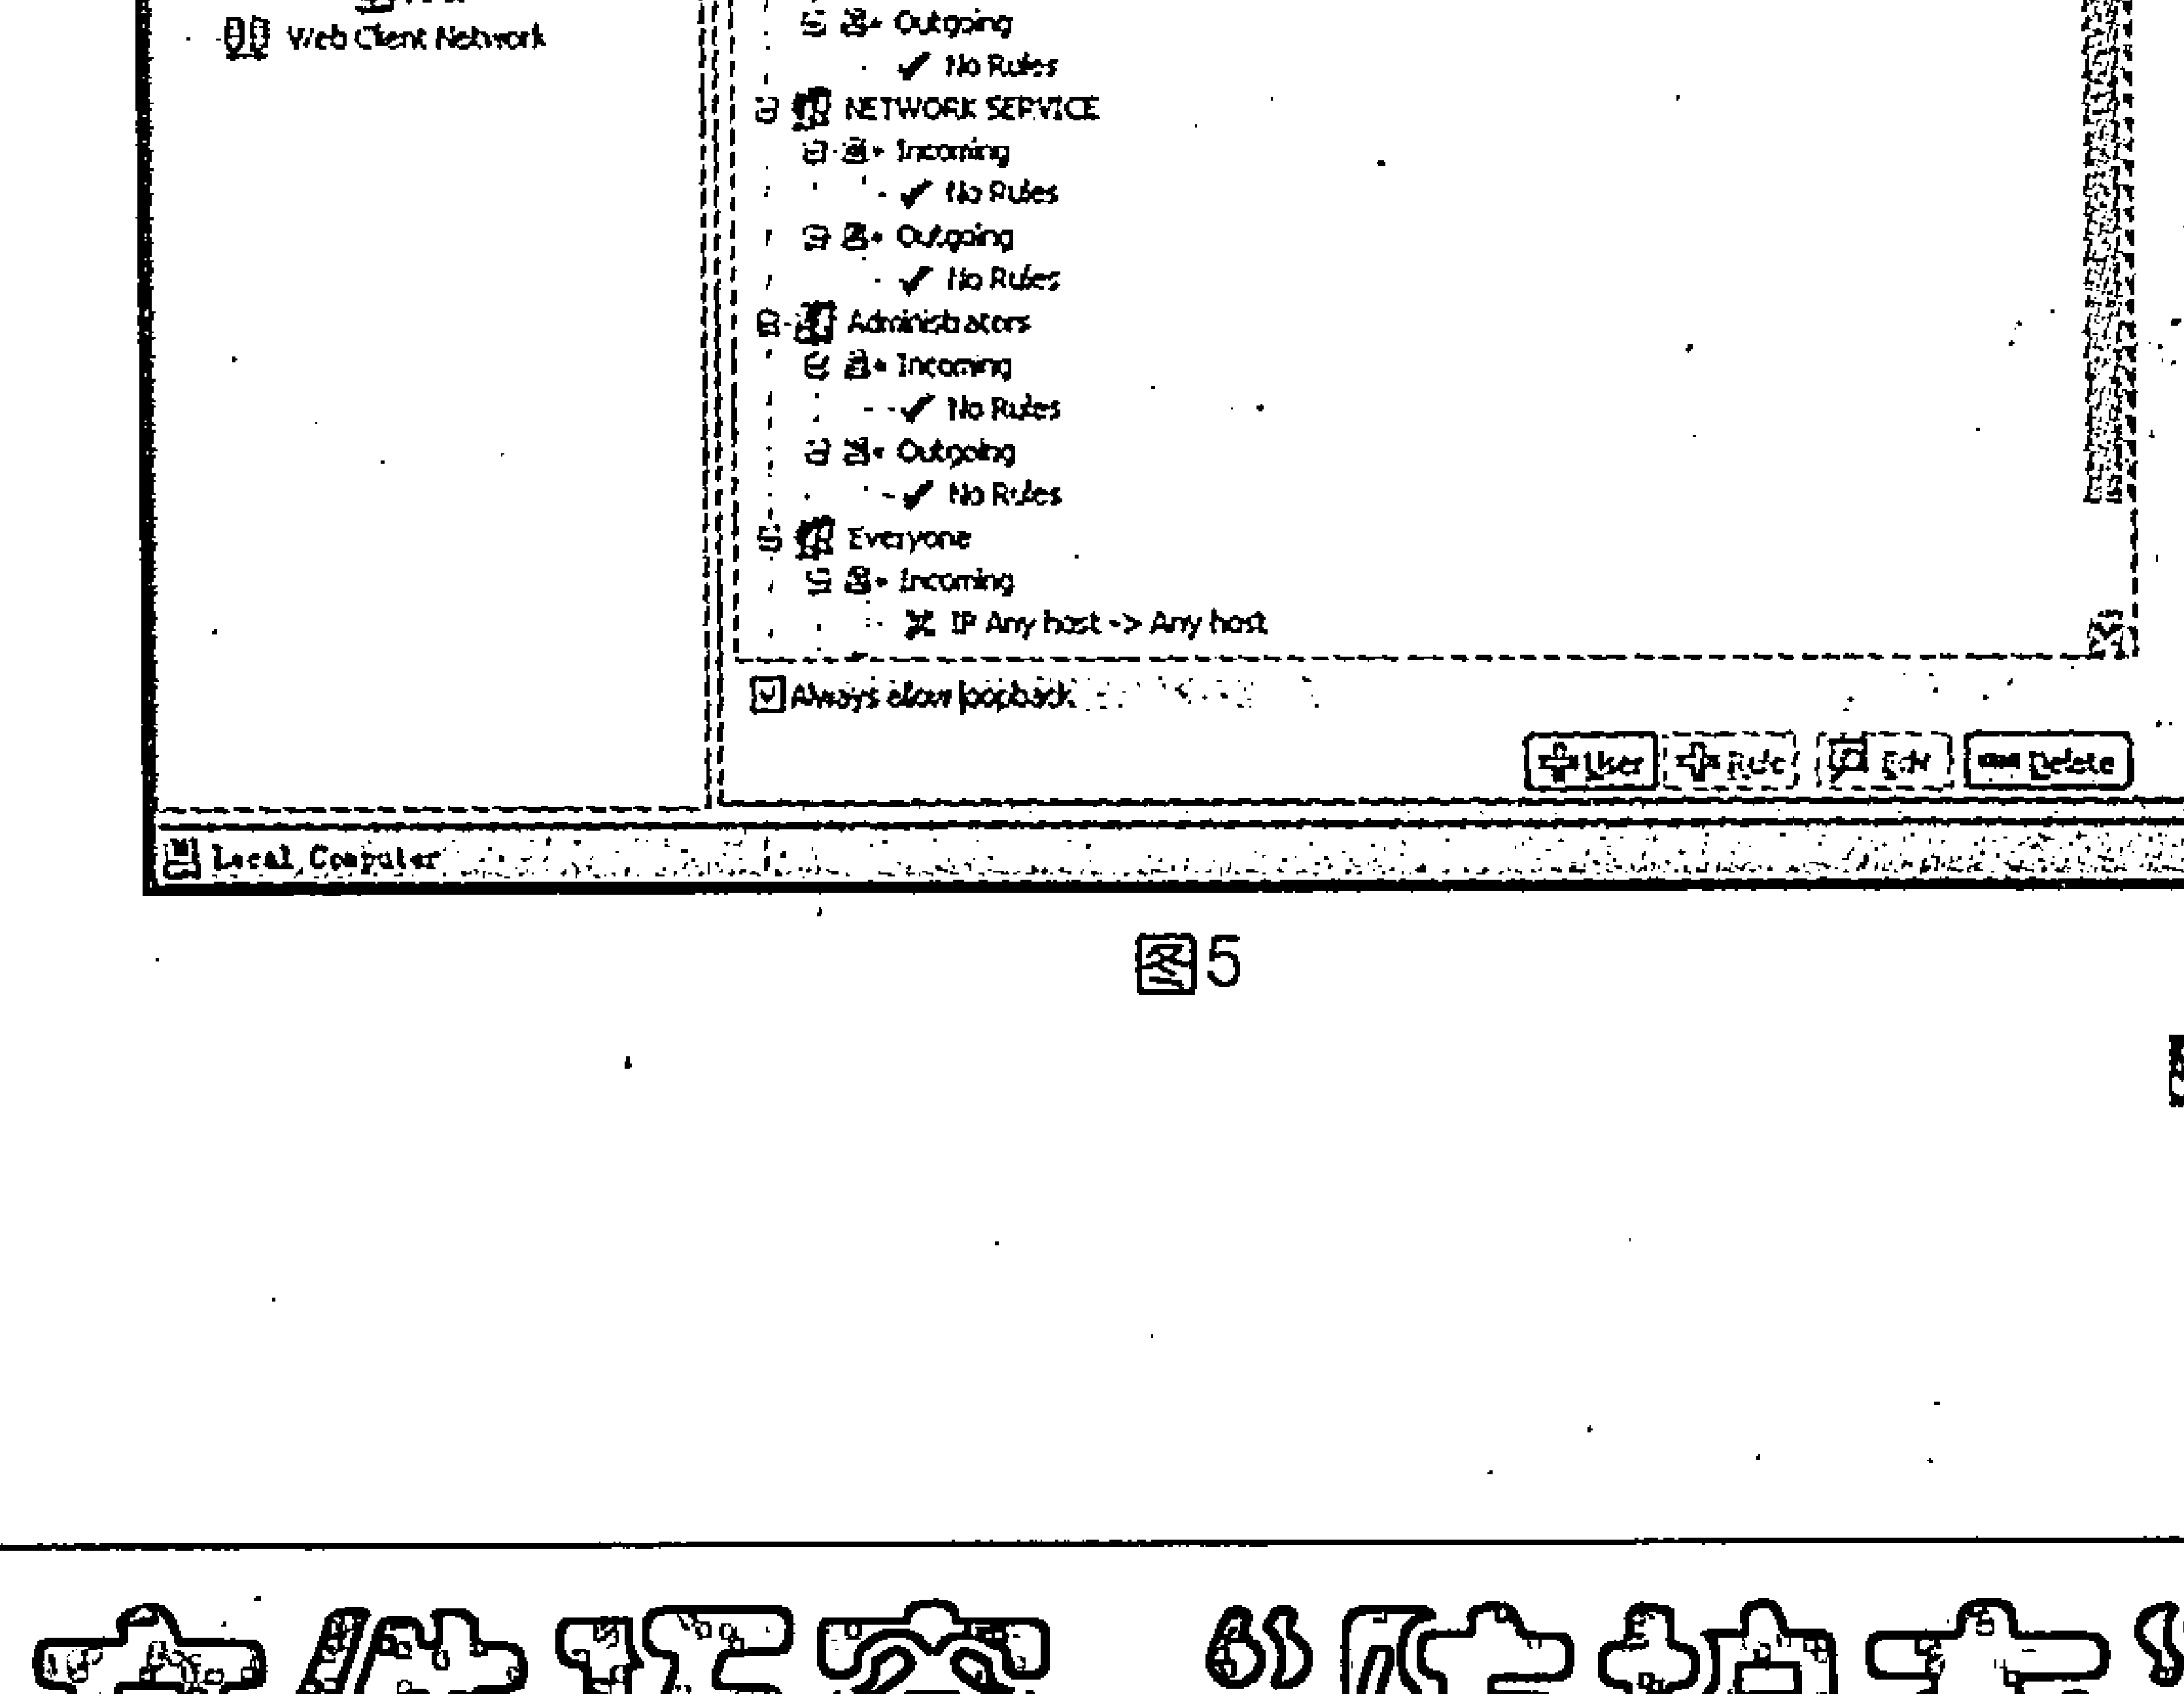 Outgoing
No Rules
Web Client Network
NETWORK SERVICE
Incoming
No Rules
Outgoing
No Rules
Administrators
Incoming
No Rules
Outgoing
No Rules
Everyone
Incoming
IP Any host -> Any host
Always allow loopback
User Rule Edit Delete
Local Computer
图5